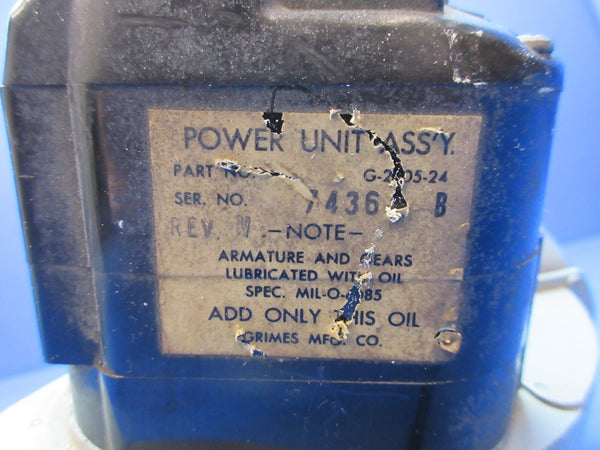 POWER UNIT ASS'Y.
PART NO.
SER. NO. B
REV. N -NOTE-
ARMATURE AND GEARS
LUBRICATED WITH OIL
SPEC.
ADD ONLY THIS OIL
GRIMES MFG. CO.